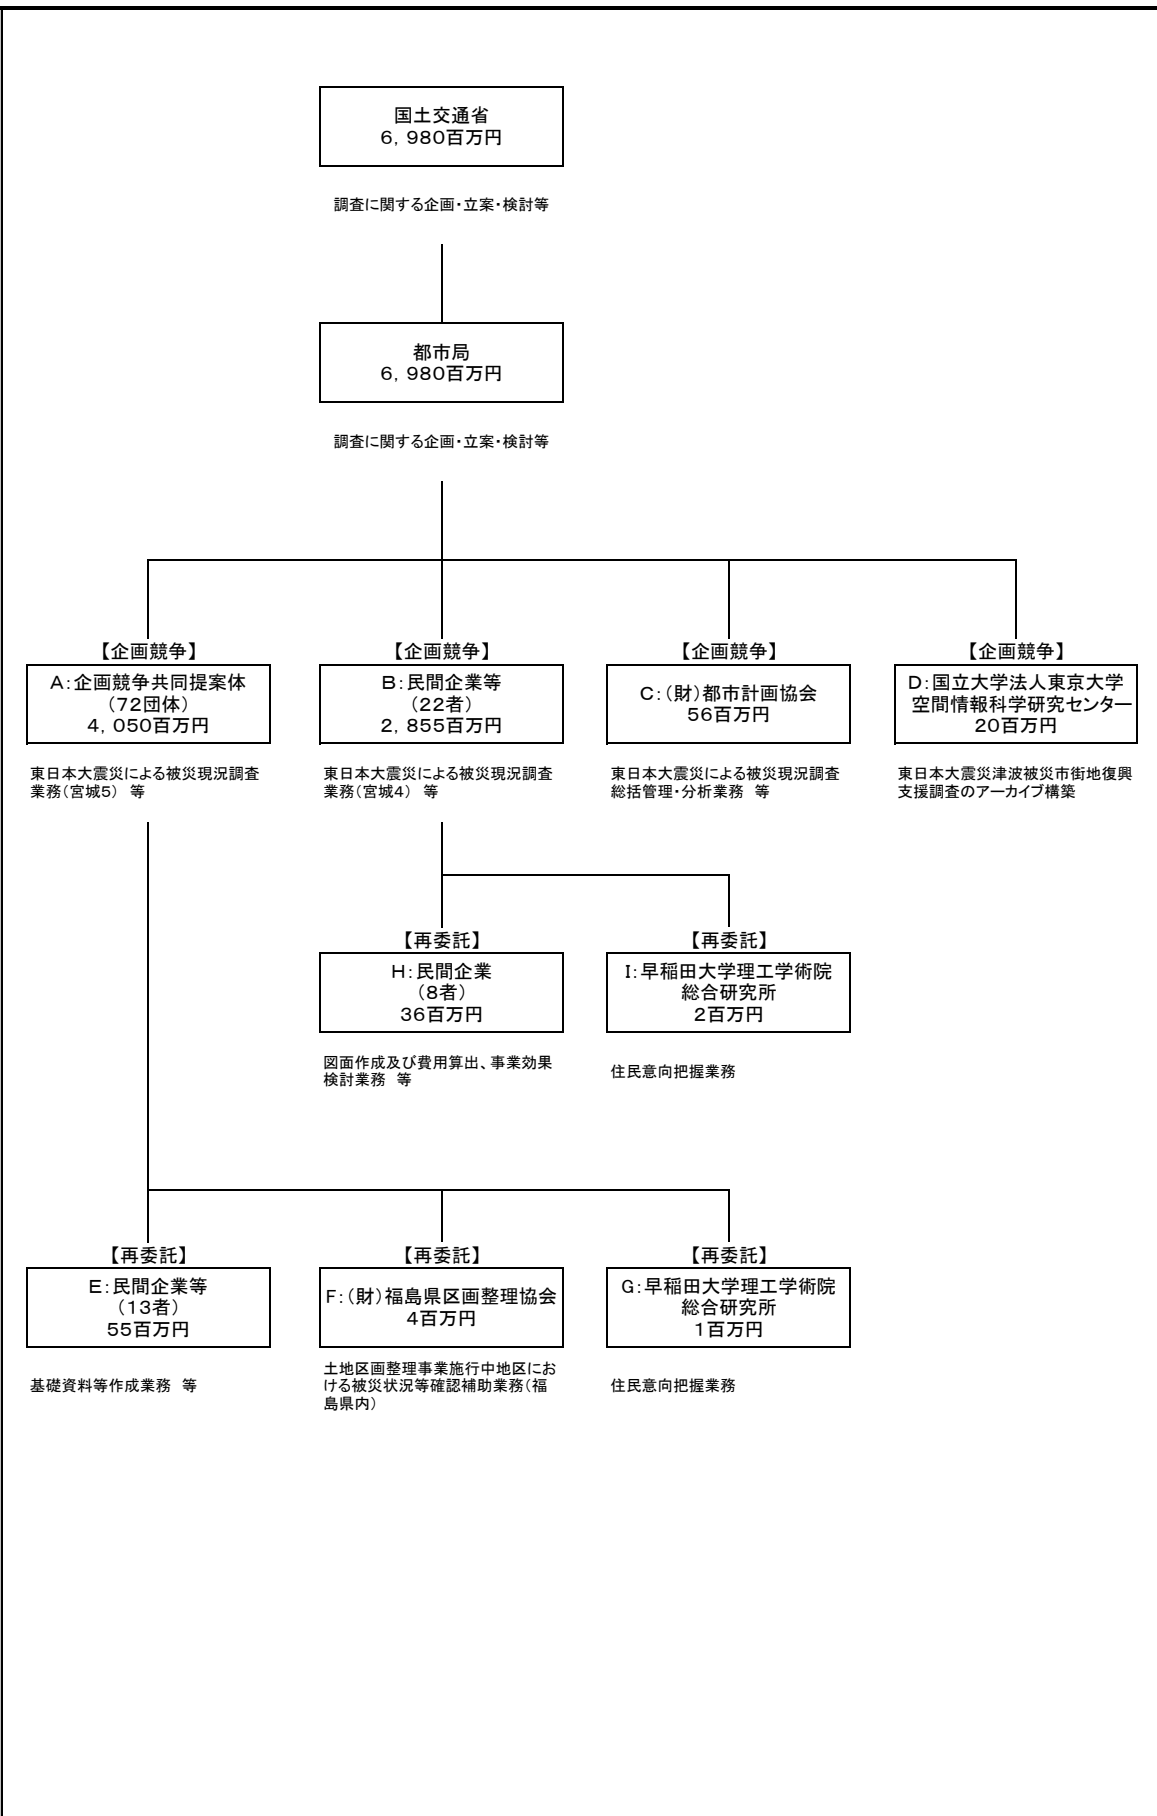 国土交通省
6，980百万円
調査に関する企画・立案・検討等
都市局
6，980百万円
調査に関する企画・立案・検討等
【企画競争】
A：企画競争共同提案体
（72団体）
4，050百万円
東日本大震災による被災現況調査
業務（宮城5）　等
【企画競争】
B：民間企業等
（22者）
2，855百万円
東日本大震災による被災現況調査
業務（宮城4）　等
【企画競争】
C：（財）都市計画協会
56百万円
東日本大震災による被災現況調査
総括管理・分析業務　等
【企画競争】
D：国立大学法人東京大学
空間情報科学研究センター
20百万円
東日本大震災津波被災市街地復興
支援調査のアーカイブ構築
【再委託】
H：民間企業
（8者）
36百万円
図面作成及び費用算出、事業効果
検討業務　等
【再委託】
I：早稲田大学理工学術院
総合研究所
2百万円
住民意向把握業務
【再委託】
E：民間企業等
（13者）
55百万円
基礎資料等作成業務　等
【再委託】
F：（財）福島県区画整理協会
4百万円
土地区画整理事業施行中地区にお
ける被災状況等確認補助業務（福
島県内）
【再委託】
G：早稲田大学理工学術院
総合研究所
1百万円
住民意向把握業務